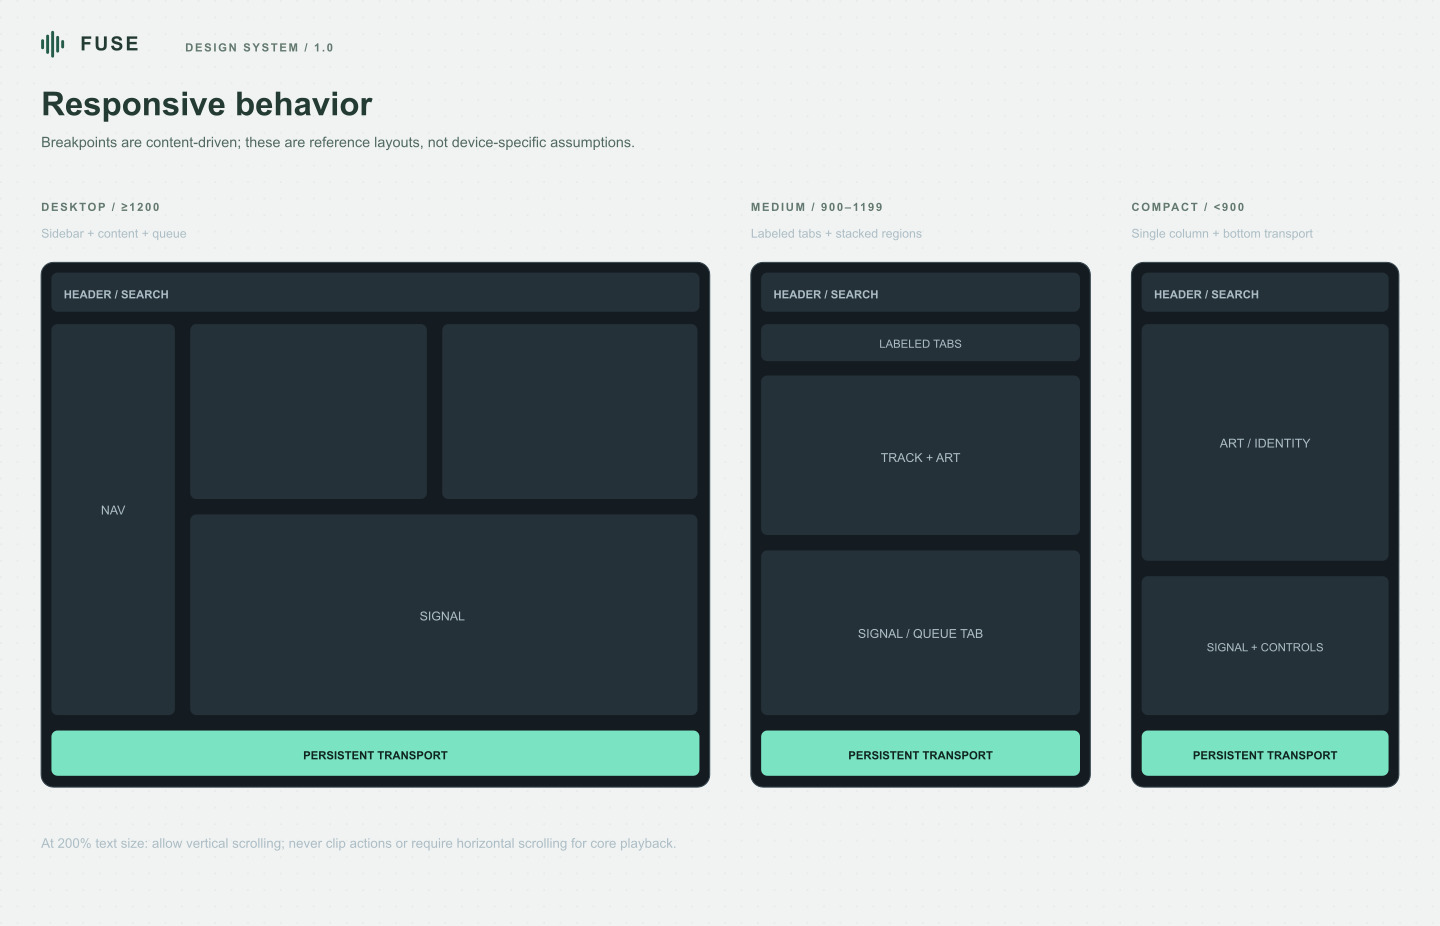 FUSE
DESIGN SYSTEM / 1.0
Responsive behavior
Breakpoints are content-driven; these are reference layouts, not device-specific assumptions.
DESKTOP / ≥1200
Sidebar + content + queue
HEADER / SEARCH
NAV
SIGNAL
PERSISTENT TRANSPORT
MEDIUM / 900–1199
Labeled tabs + stacked regions
HEADER / SEARCH
LABELED TABS
TRACK + ART
SIGNAL / QUEUE TAB
PERSISTENT TRANSPORT
COMPACT / <900
Single column + bottom transport
HEADER / SEARCH
ART / IDENTITY
SIGNAL + CONTROLS
PERSISTENT TRANSPORT
At 200% text size: allow vertical scrolling; never clip actions or require horizontal scrolling for core playback.